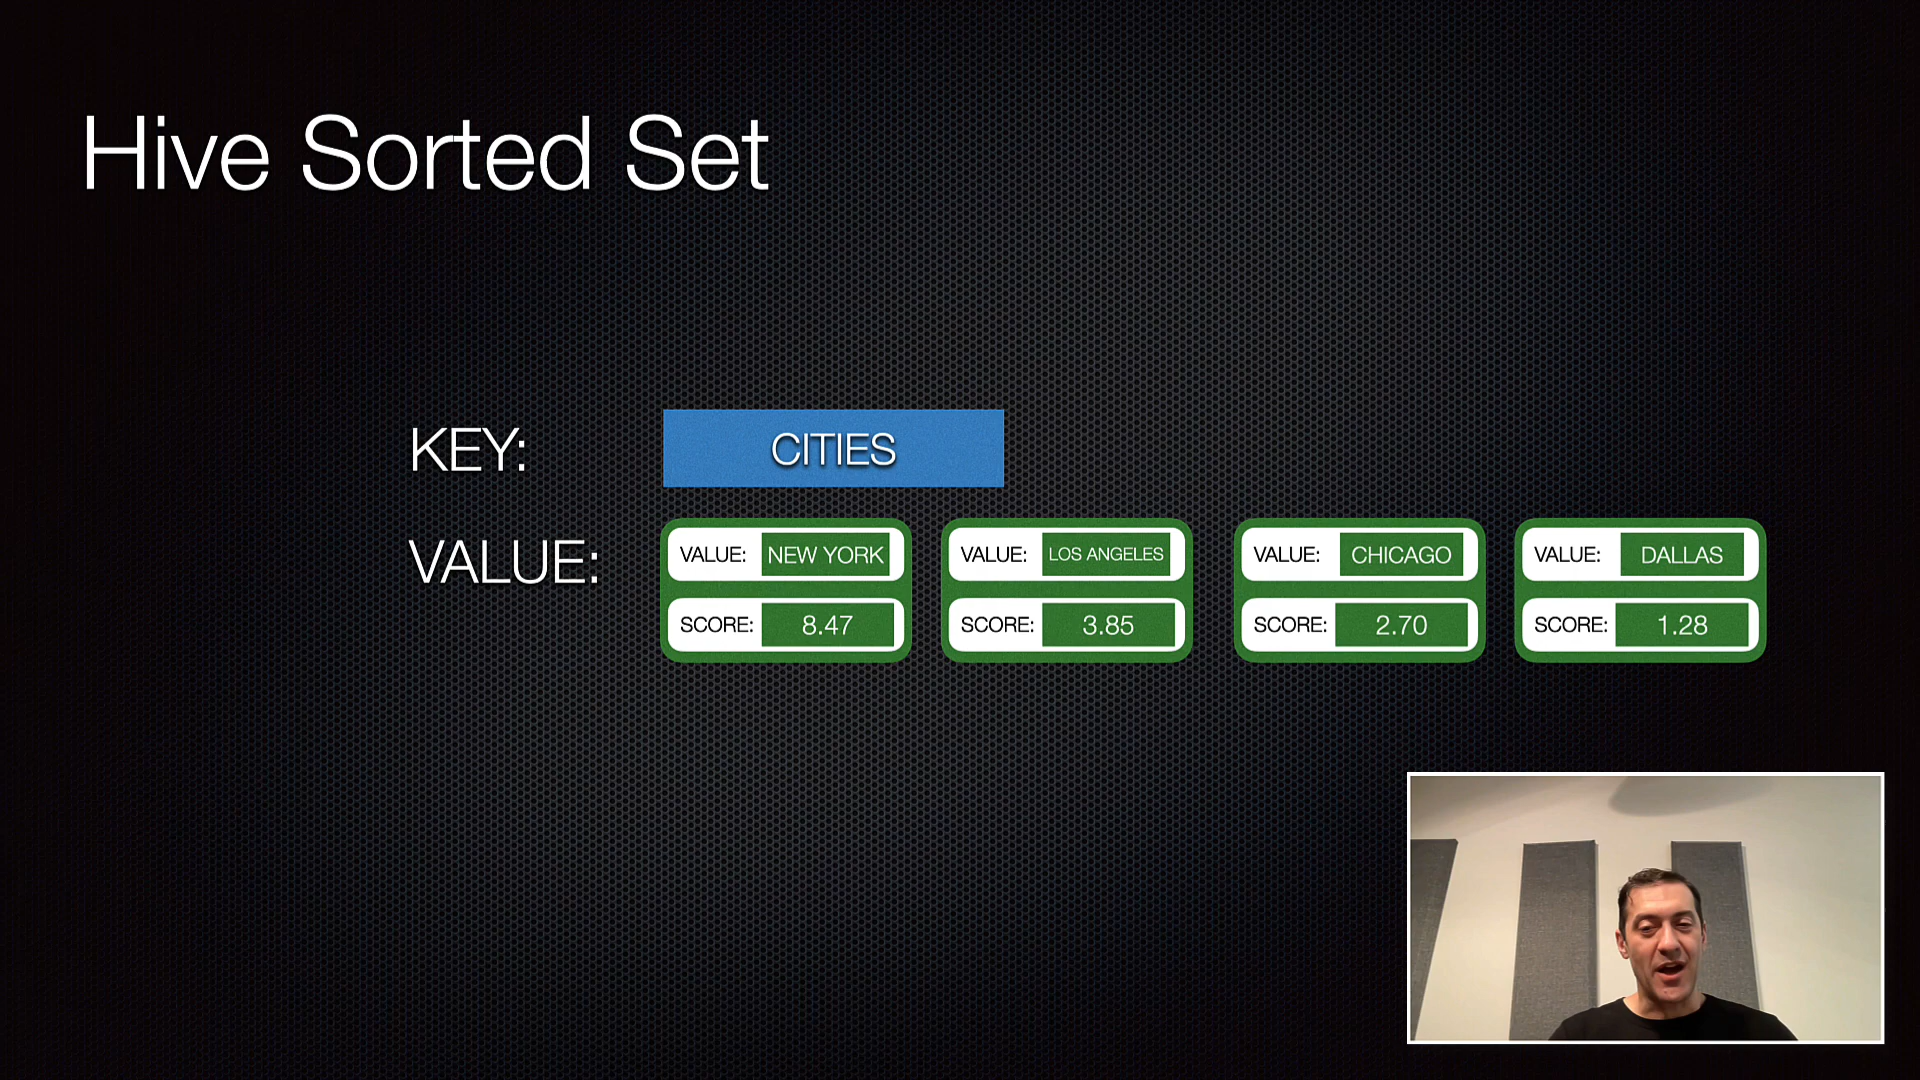 Hive Sorted Set
KEY: CITIES
VALUE:
VALUE: NEW YORK
SCORE: 8.47
VALUE: LOS ANGELES
SCORE: 3.85
VALUE: CHICAGO
SCORE: 2.70
VALUE: DALLAS
SCORE: 1.28